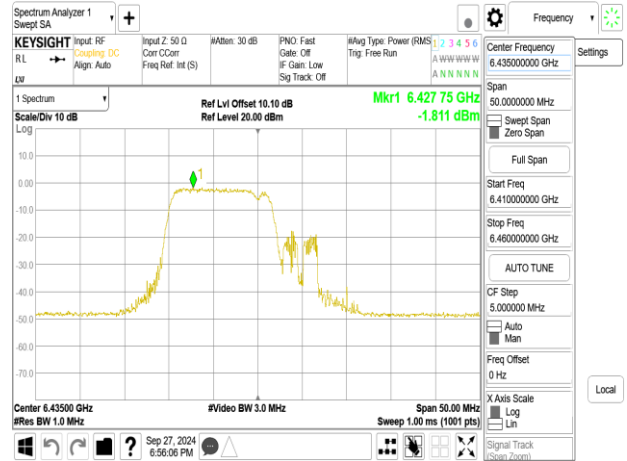 Spectrum Analyzer 1
Swept SA
Frequency
KEYSIGHT
RL
Input: RF
Coupling: DC
Align: Auto
Input Z: 50 Ω
Corr CCorr
Freq Ref: Int (S)
#Atten: 30 dB
PNO: Fast
Gate: Off
IF Gain: Low
Sig Track: Off
#Avg Type: Power (RMS
Trig: Free Run
1 2 3 4 5 6
A W W W W W
A N N N N N
Center Frequency
6.435000000 GHz
Settings
1 Spectrum
Scale/Div 10 dB
Log
Ref Lvl Offset 10.10 dB
Ref Level 20.00 dBm
Mkr1 6.427 75 GHz
-1.811 dBm
Span
50.0000000 MHz
Swept Span
Zero Span
Full Span
Start Freq
6.410000000 GHz
Stop Freq
6.460000000 GHz
AUTO TUNE
CF Step
5.000000 MHz
Auto
Man
Freq Offset
0 Hz
X Axis Scale
Log
Lin
Signal Track
(Span Zoom)
Local
10.0
0.00
-10.0
-20.0
-30.0
-40.0
-50.0
-60.0
-70.0
1
Center 6.43500 GHz
#Res BW 1.0 MHz
#Video BW 3.0 MHz
Span 50.00 MHz
Sweep 1.00 ms (1001 pts)
?
Sep 27, 2024
6:56:06 PM